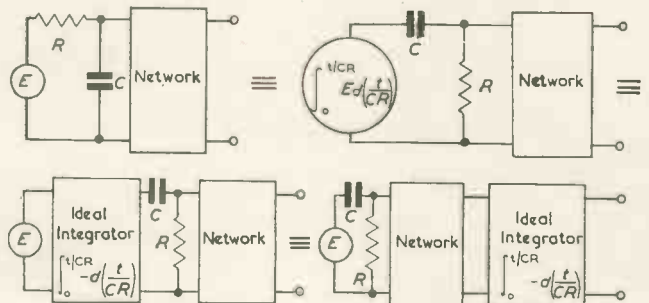 R
E
C
Network
≡
∫₀^{t/CR} E d(t/CR)
C
R
Network
≡
E
Ideal
Integrator
∫₀^{t/CR} –d(t/CR)
C
R
Network
≡
E
C
R
Network
Ideal
Integrator
∫₀^{t/CR} –d(t/CR)